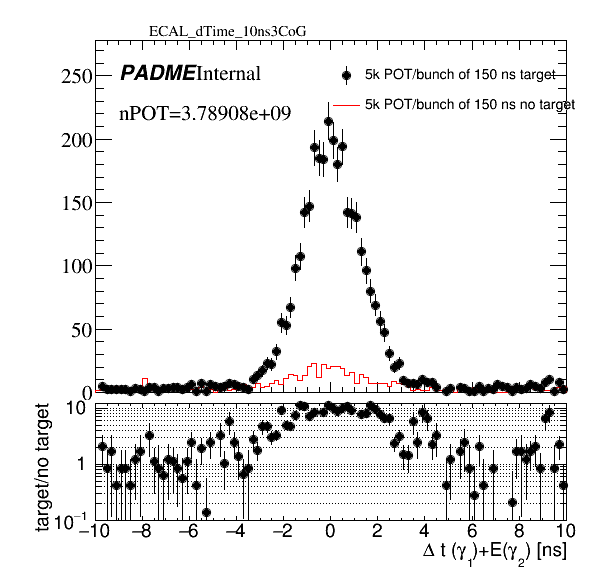 ECAL_dTime_10ns3CoG
PADME Internal
5k POT/bunch of 150 ns target
5k POT/bunch of 150 ns no target
nPOT=3.78908e+09
250
200
150
100
50
0
target/no target
10
1
10⁻¹
−10 −8 −6 −4 −2 0 2 4 6 8 10
Δ t (γ₁)+E(γ₂) [ns]